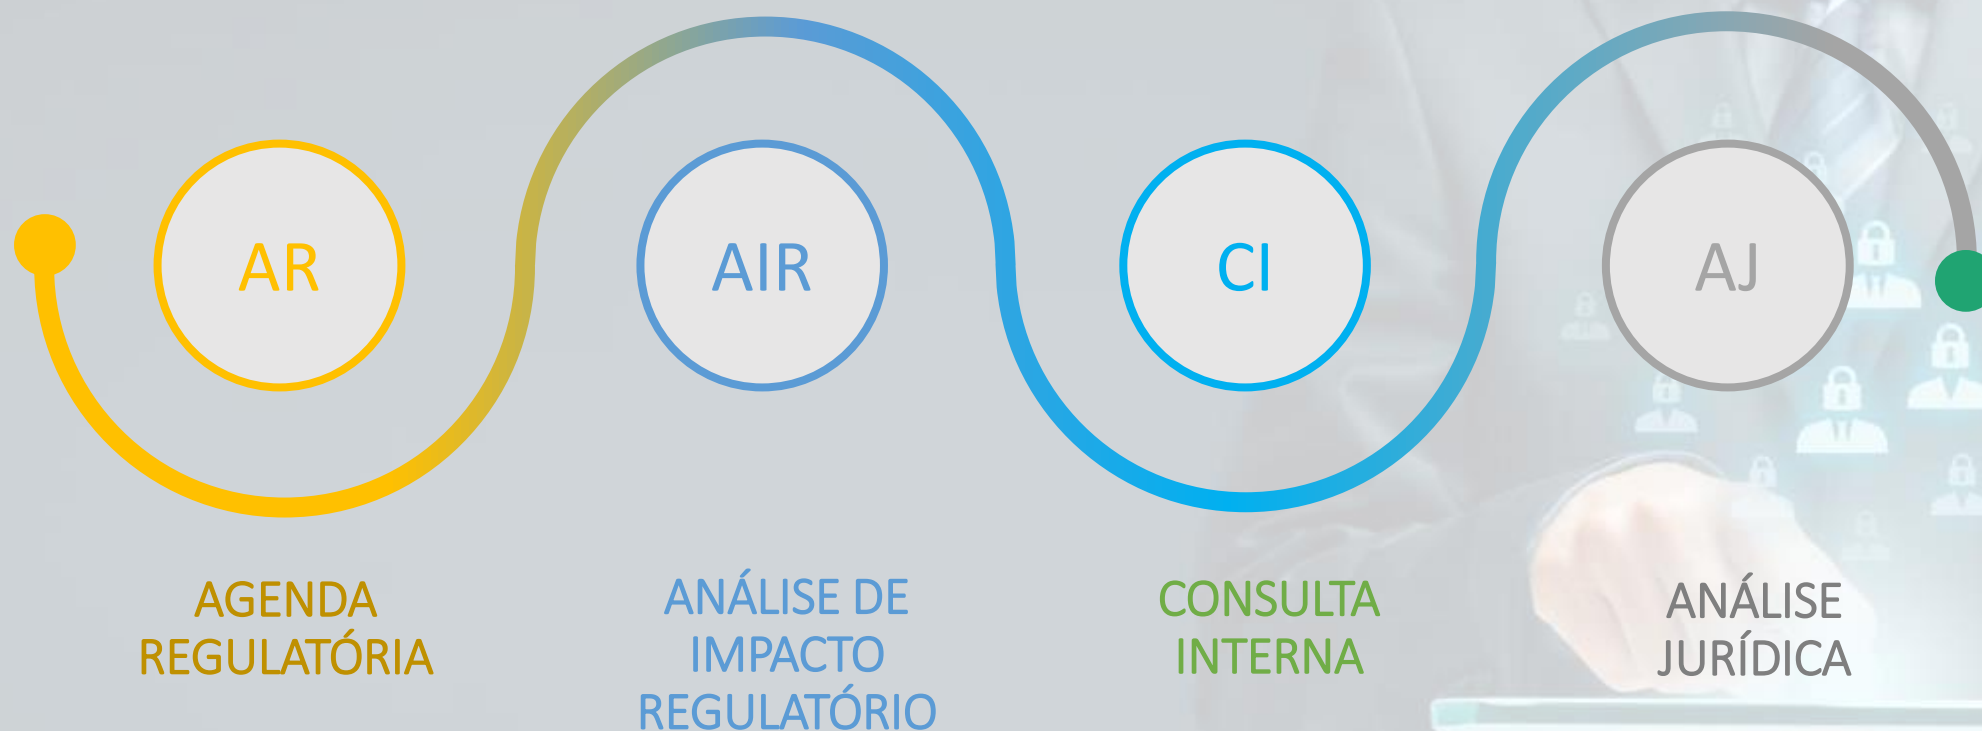 AR
AIR
CI
AJ
AGENDA
REGULATÓRIA
ANÁLISE DE
IMPACTO
REGULATÓRIO
CONSULTA
INTERNA
ANÁLISE
JURÍDICA